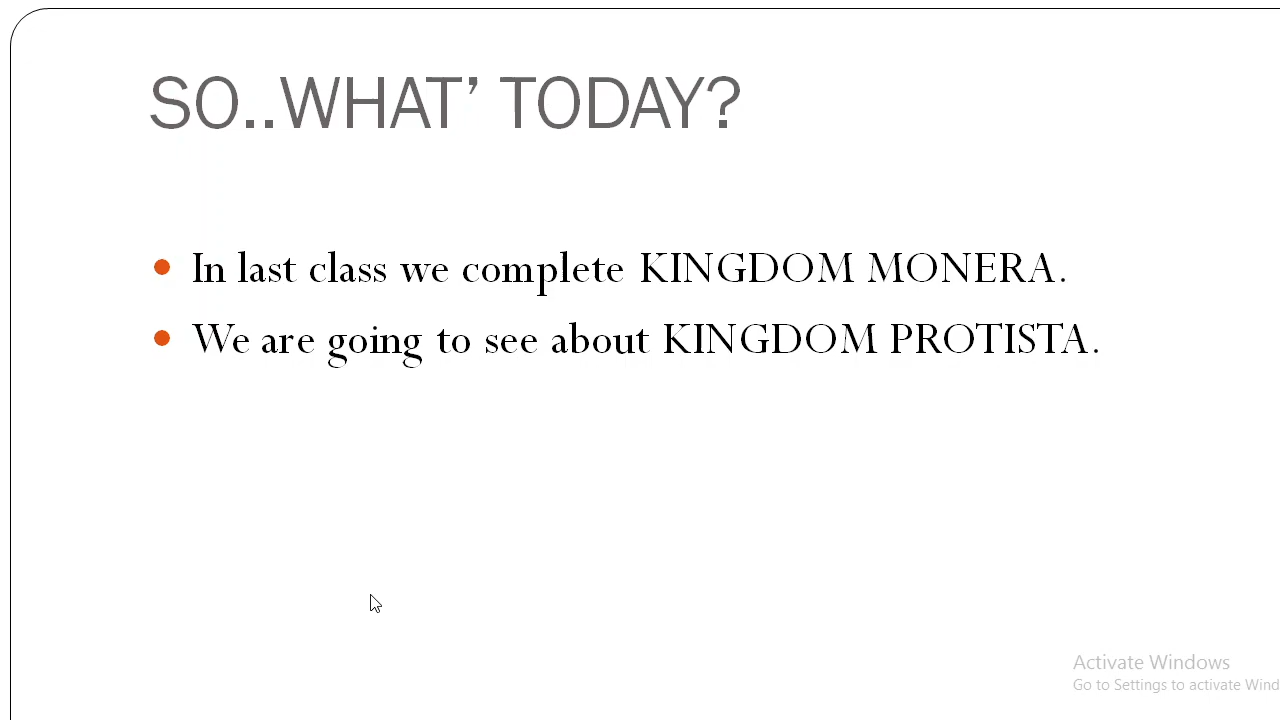 SO..WHAT’ TODAY?
In last class we complete KINGDOM MONERA.
We are going to see about KINGDOM PROTISTA.
Activate Windows
Go to Settings to activate Wind